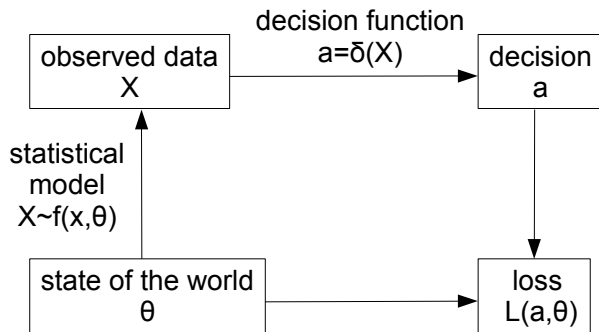 decision function
a=δ(X)
observed data
X
decision
a
statistical
model
X~f(x,θ)
state of the world
θ
loss
L(a,θ)